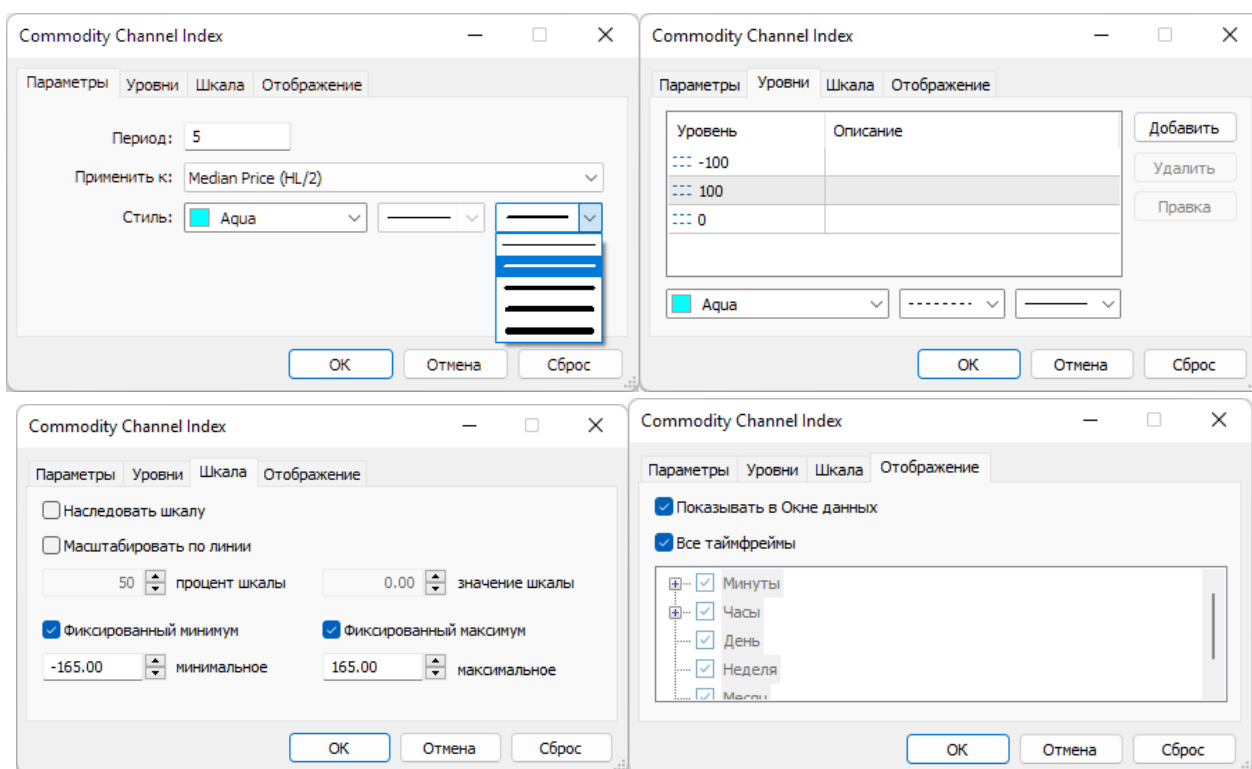 Commodity Channel Index
Параметры Уровни Шкала Отображение
Период: 5
Применить к: Median Price (HL/2)
Стиль: Aqua
OK Отмена Сброс
Commodity Channel Index
Параметры Уровни Шкала Отображение
Уровень Описание
-100
100
0
Добавить
Удалить
Правка
Aqua
OK Отмена Сброс
Commodity Channel Index
Параметры Уровни Шкала Отображение
Наследовать шкалу
Масштабировать по линии
50 процент шкалы 0.00 значение шкалы
Фиксированный минимум Фиксированный максимум
-165.00 минимальное 165.00 максимальное
OK Отмена Сброс
Commodity Channel Index
Параметры Уровни Шкала Отображение
Показывать в Окне данных
Все таймфреймы
Минуты
Часы
День
Неделя
Месяц
OK Отмена Сброс